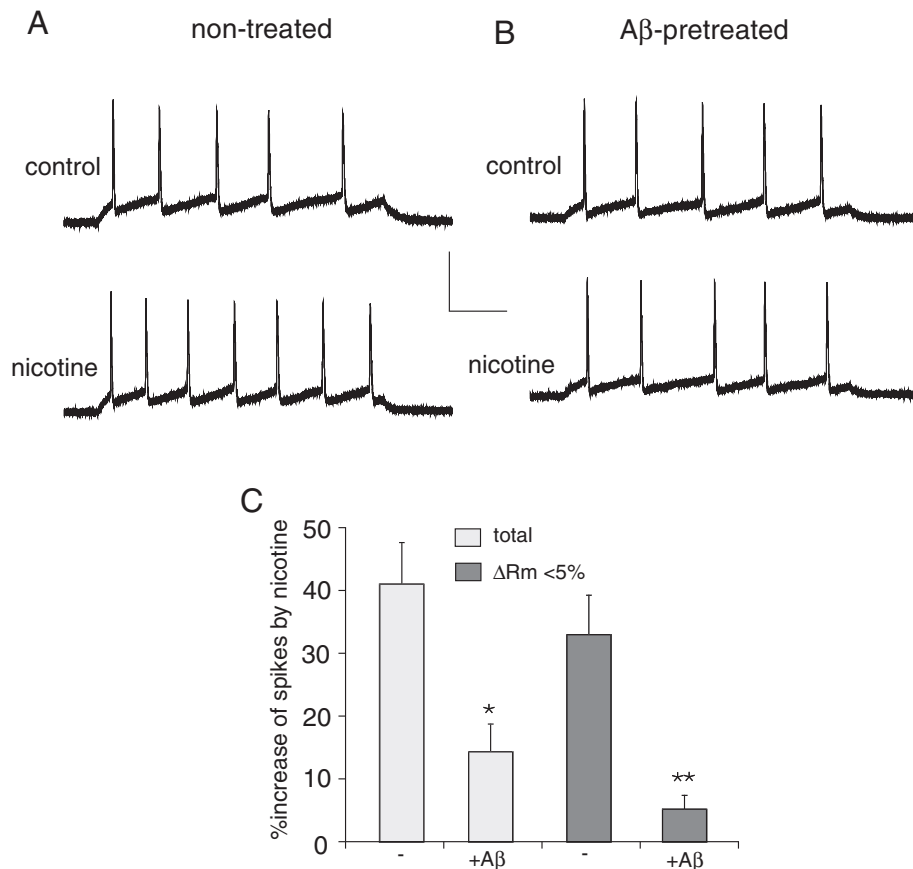 A
non-treated
B
Aβ-pretreated
control
control
nicotine
nicotine
C
%increase of spikes by nicotine
50
40
30
20
10
0
total
ΔRm <5%
*
**
-
+Aβ
-
+Aβ